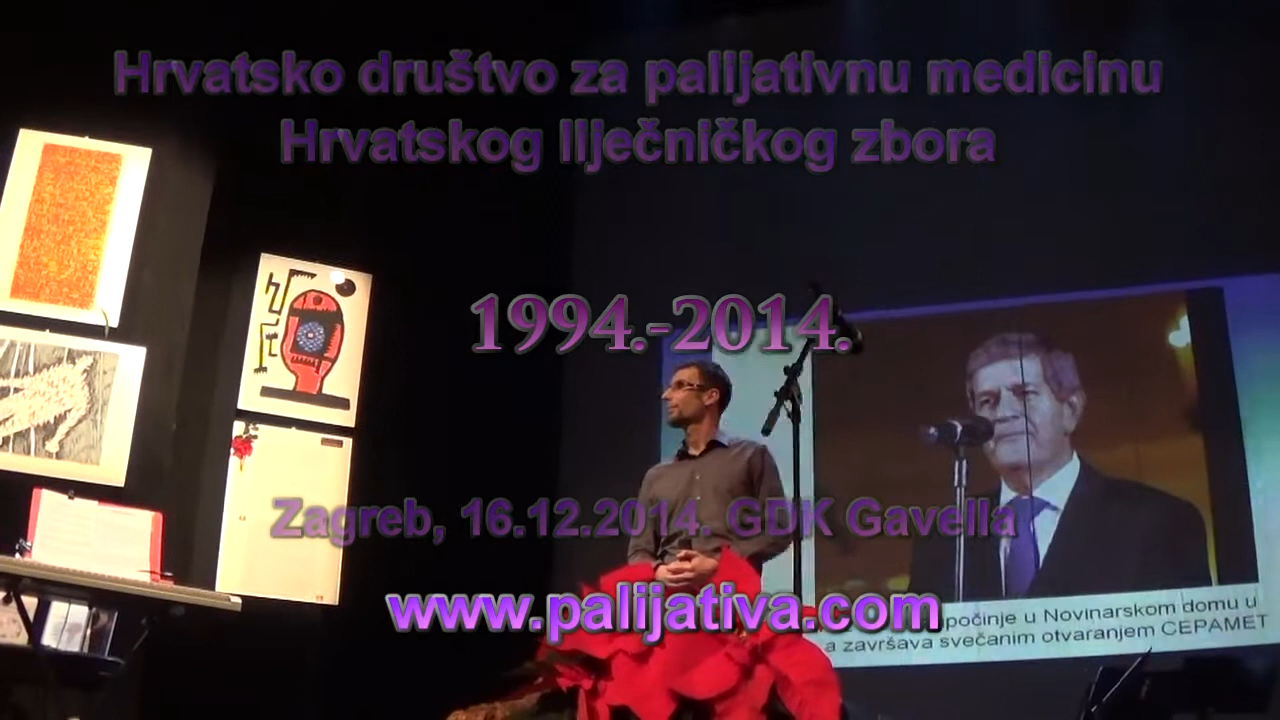 Hrvatsko društvo za palijativnu medicinu
Hrvatskog liječničkog zbora
1994.-2014.
Zagreb, 16.12.2014. GDK Gavella
www.palijativa.com
počinje u Novinarskom domu u
a završava svečanim otvaranjem CEPAMET